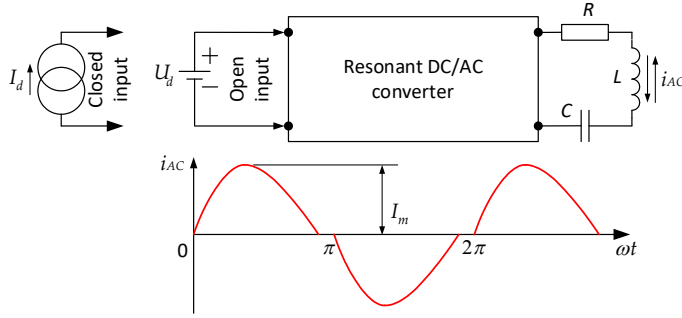 I_d
Closed input
U_d
+
−
Open input
Resonant DC/AC
converter
R
L
i_AC
C
i_AC
I_m
0
π
2π
ωt